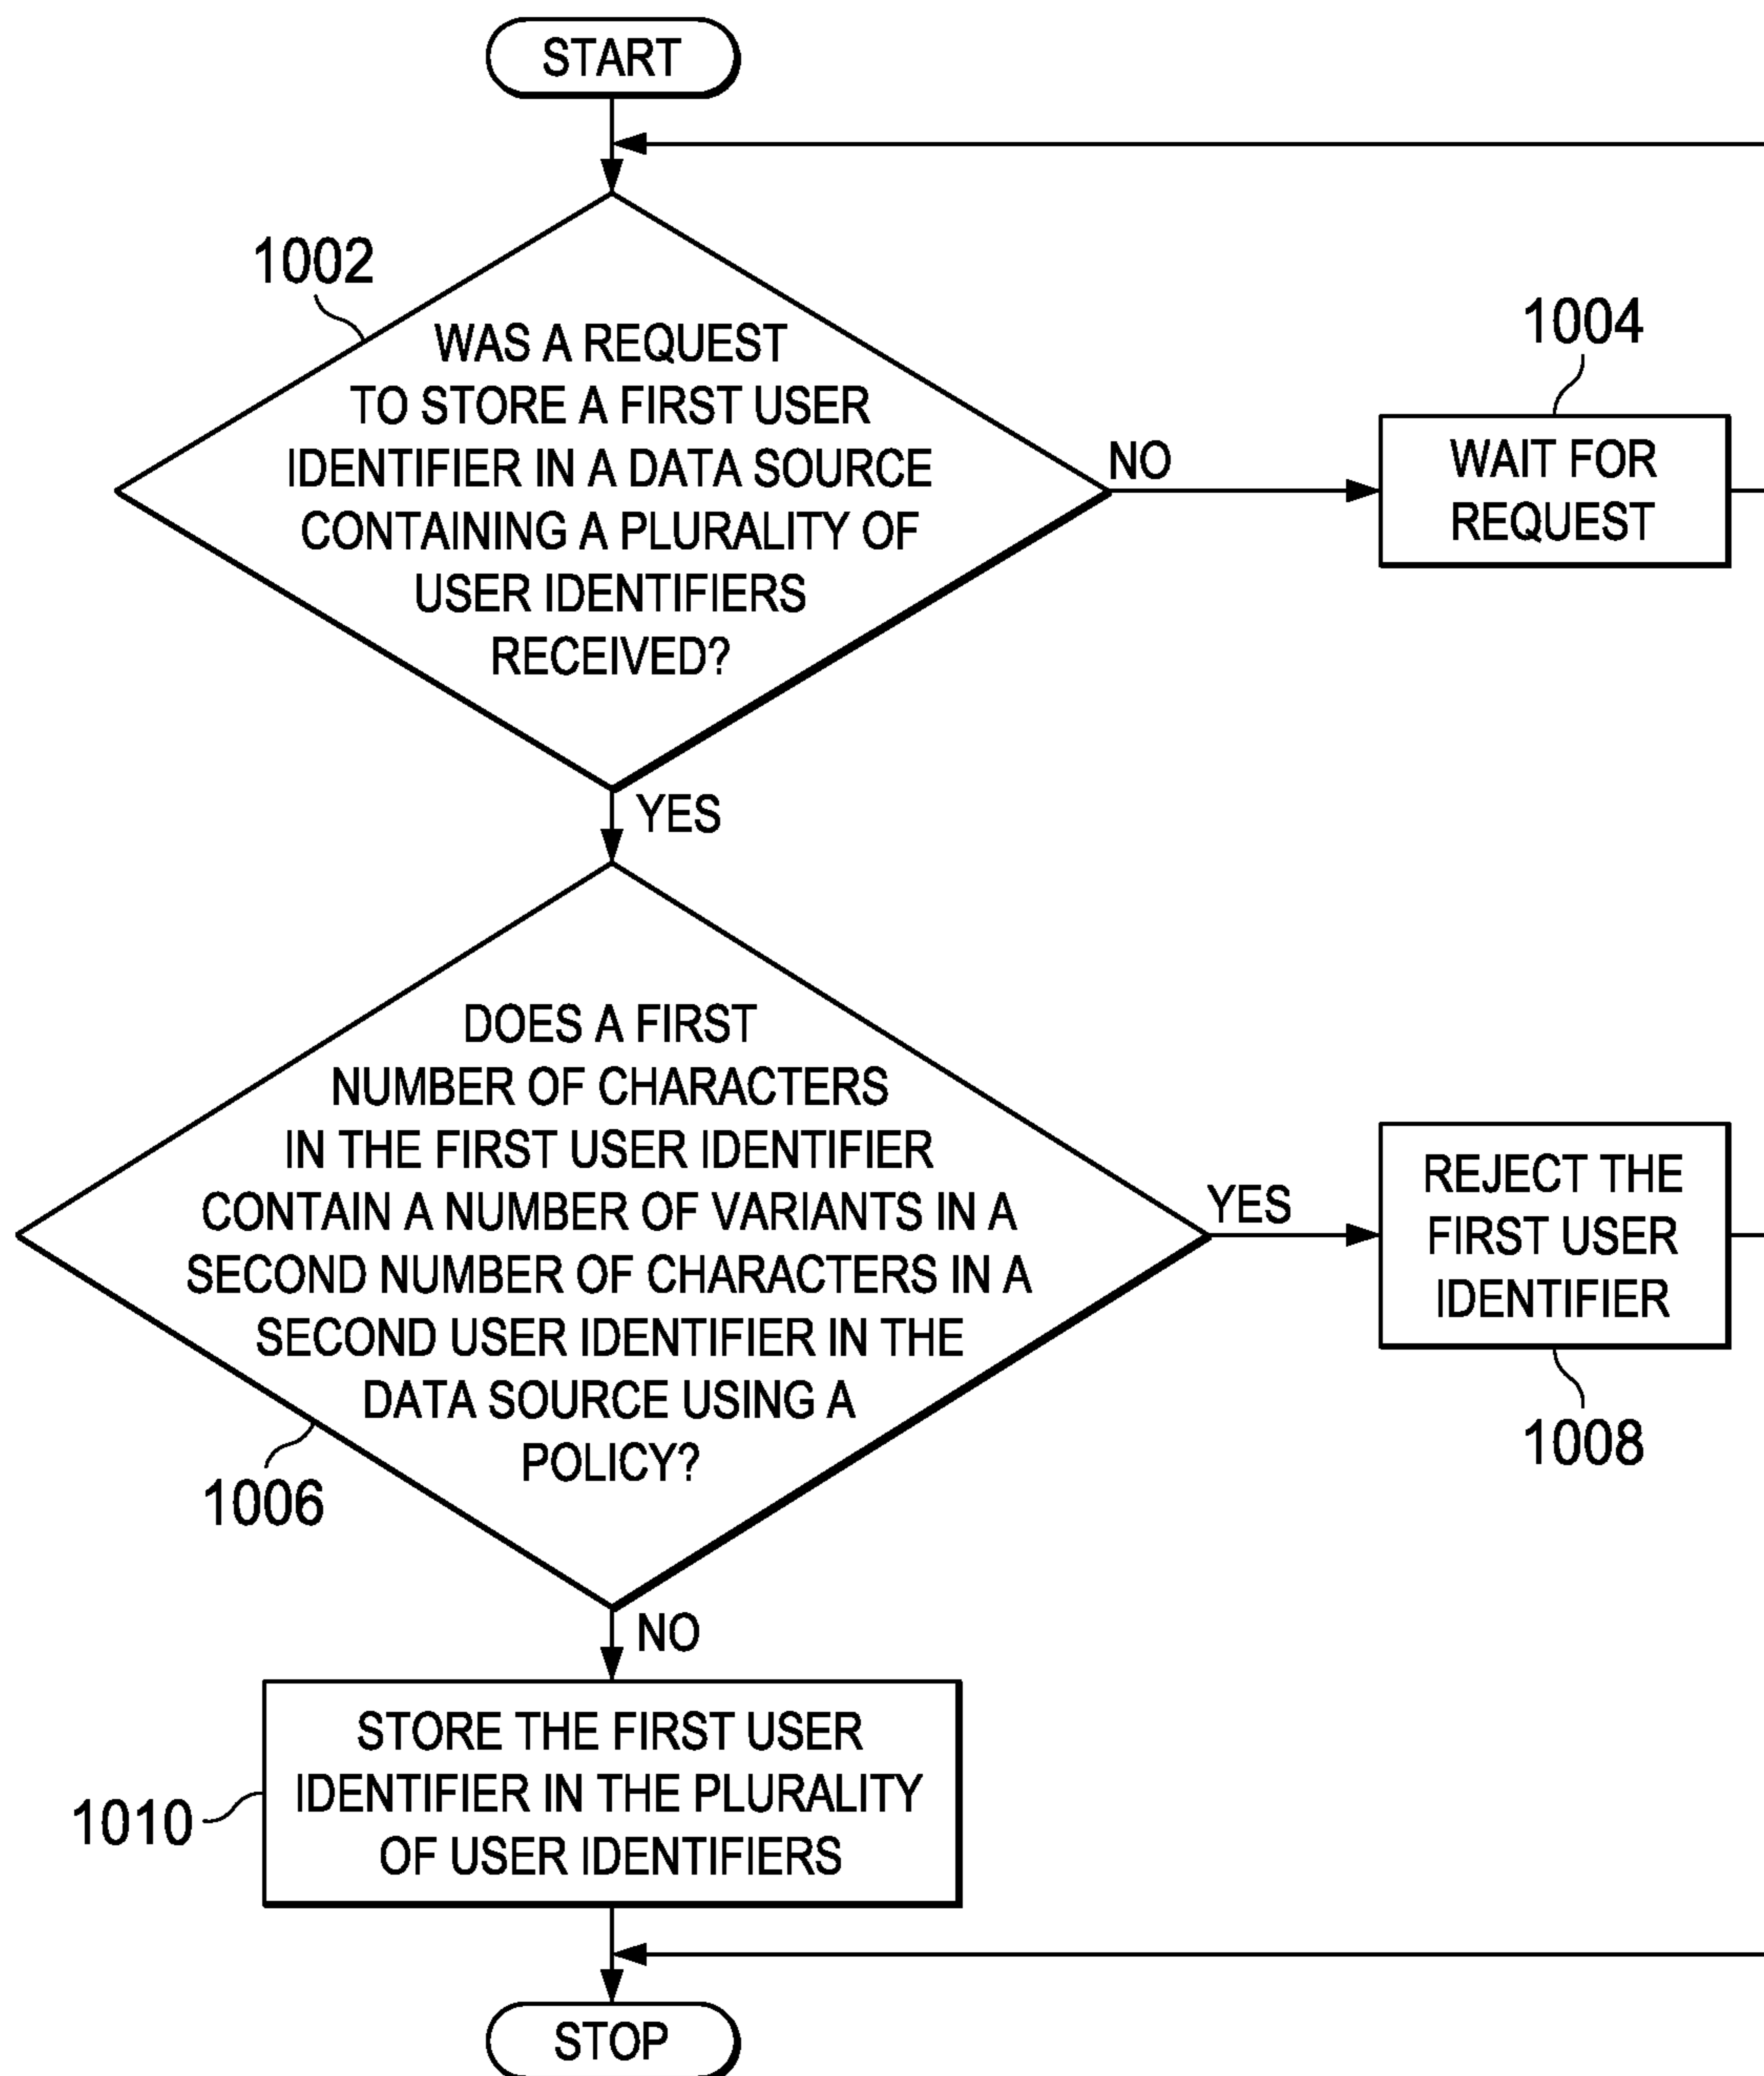 START
1002
WAS A REQUEST
TO STORE A FIRST USER
IDENTIFIER IN A DATA SOURCE
CONTAINING A PLURALITY OF
USER IDENTIFIERS
RECEIVED?
NO
1004
WAIT FOR
REQUEST
YES
DOES A FIRST
NUMBER OF CHARACTERS
IN THE FIRST USER IDENTIFIER
CONTAIN A NUMBER OF VARIANTS IN A
SECOND NUMBER OF CHARACTERS IN A
SECOND USER IDENTIFIER IN THE
DATA SOURCE USING A
POLICY?
1006
YES
REJECT THE
FIRST USER
IDENTIFIER
1008
NO
STORE THE FIRST USER
IDENTIFIER IN THE PLURALITY
OF USER IDENTIFIERS
1010
STOP